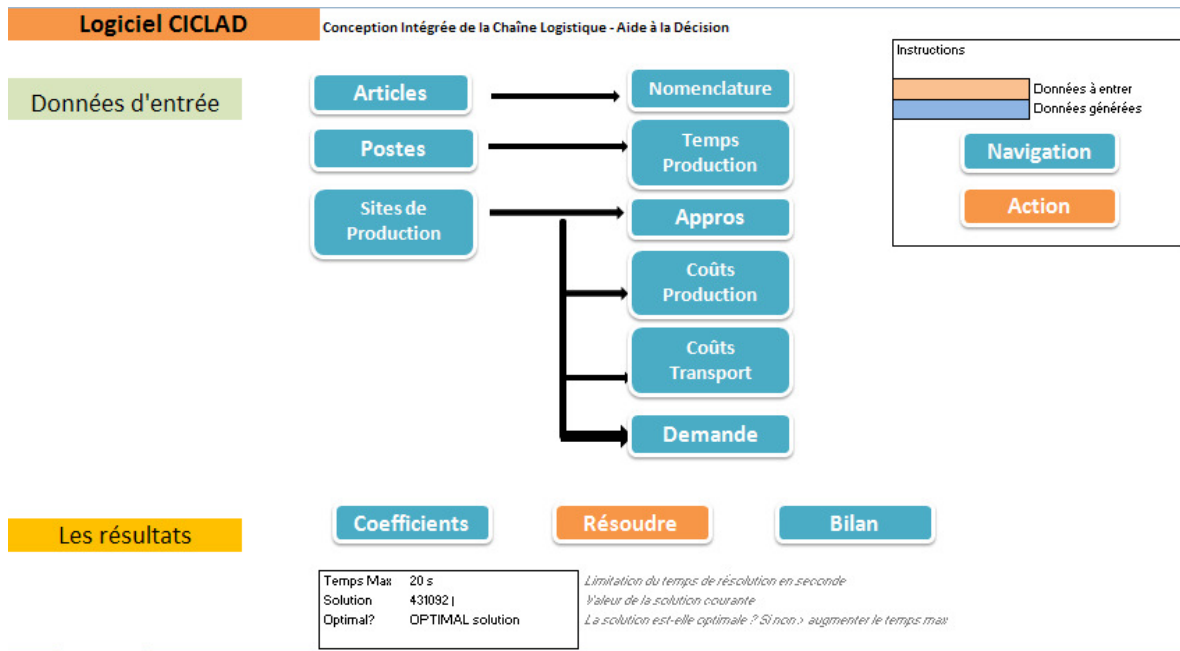 Logiciel CICLAD
Conception Intégrée de la Chaîne Logistique - Aide à la Décision
Instructions
Données à entrer
Données générées
Navigation
Action
Données d'entrée
Articles
Nomenclature
Postes
Temps
Production
Sites de
Production
Appros
Coûts
Production
Coûts
Transport
Demande
Les résultats
Coefficients
Résoudre
Bilan
Temps Max 20 s Limitation du temps de résolution en seconde
Solution 431092 | Valeur de la solution courante
Optimal? OPTIMAL solution La solution est-elle optimale ? Si non > augmenter le temps max